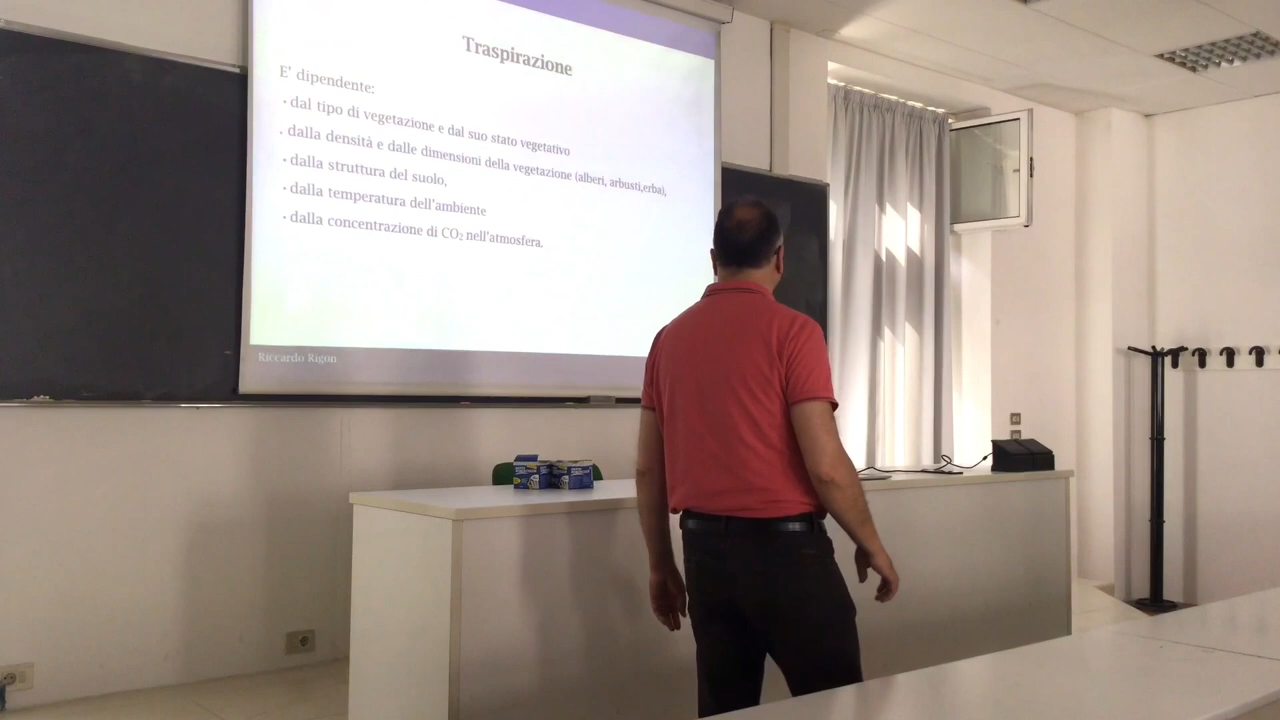 Traspirazione
E' dipendente:
· dal tipo di vegetazione e dal suo stato vegetativo
. dalla densità e dalle dimensioni della vegetazione (alberi, arbusti,erba),
· dalla struttura del suolo,
· dalla temperatura dell'ambiente
· dalla concentrazione di CO₂ nell'atmosfera.
Riccardo Rigon